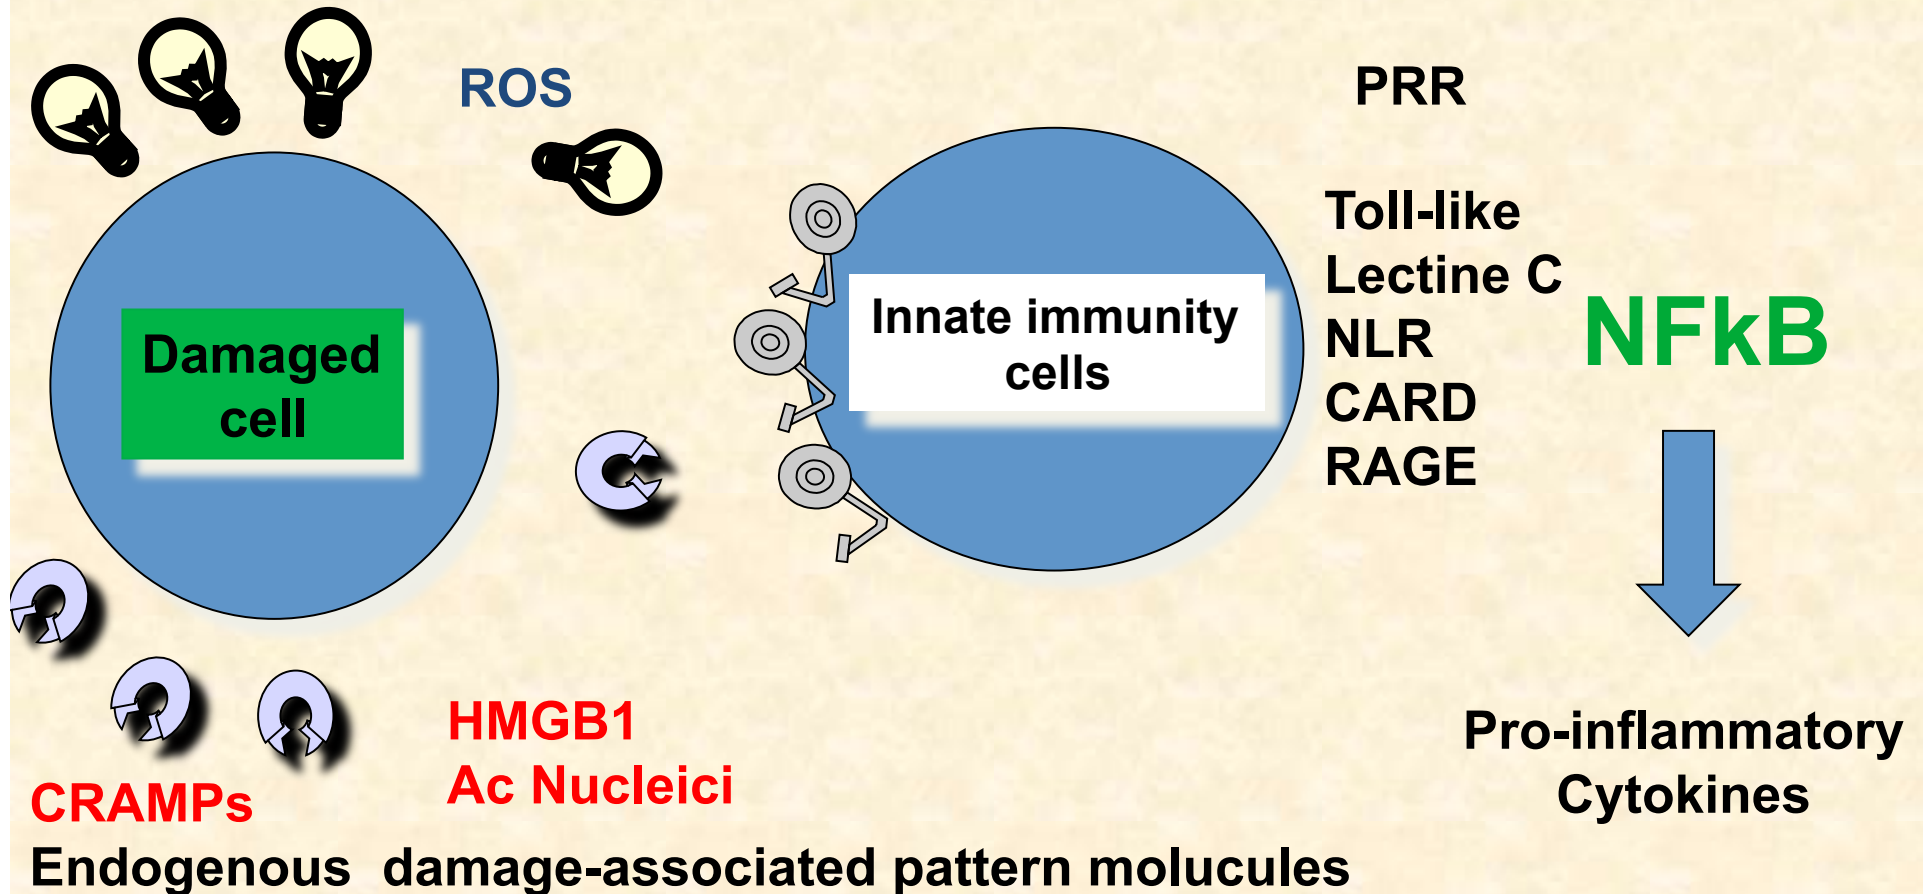 ROS
PRR
Damaged
cell
Innate immunity
cells
Toll-like
Lectine C
NLR
CARD
RAGE
NFkB
HMGB1
Ac Nucleici
CRAMPs
Endogenous damage-associated pattern molucules
Pro-inflammatory
Cytokines